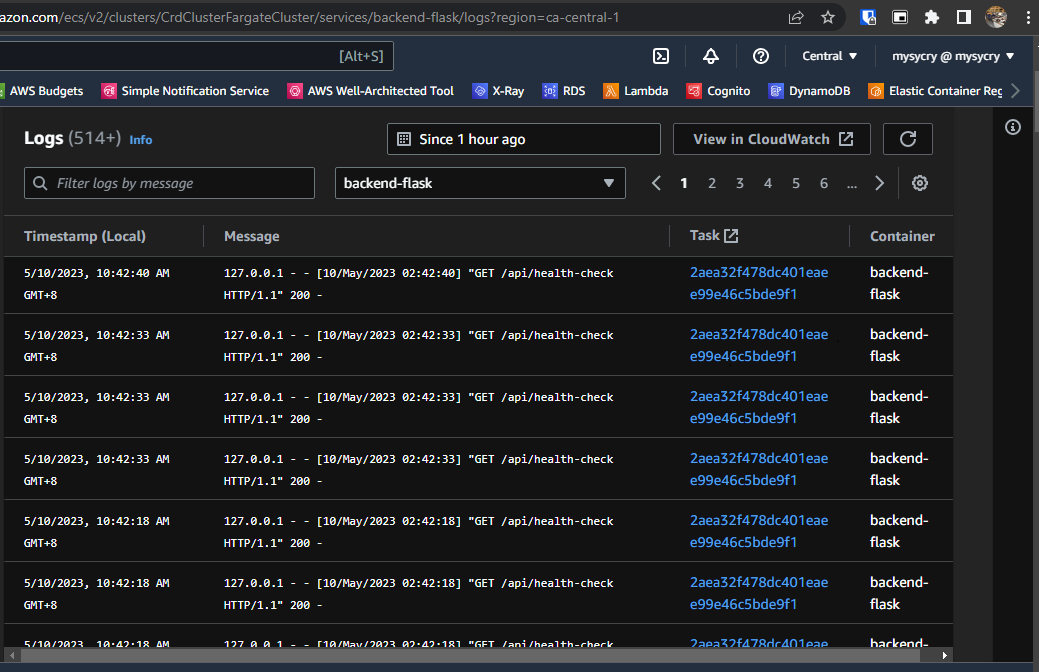 azon.com/ecs/v2/clusters/CrdClusterFargateCluster/services/backend-flask/logs?region=ca-central-1
[Alt+S]
Central ▼
mysycry @ mysycry ▼
AWS Budgets
Simple Notification Service
AWS Well-Architected Tool
X-Ray
RDS
Lambda
Cognito
DynamoDB
Elastic Container Reg
Logs (514+) Info
Since 1 hour ago
View in CloudWatch
Filter logs by message
backend-flask
1 2 3 4 5 6 ...
Timestamp (Local) Message Task Container
5/10/2023, 10:42:40 AM 127.0.0.1 - - [10/May/2023 02:42:40] "GET /api/health-check 2aea32f478dc401eae backend-
GMT+8 HTTP/1.1" 200 - e99e46c5bde9f1 flask
5/10/2023, 10:42:33 AM 127.0.0.1 - - [10/May/2023 02:42:33] "GET /api/health-check 2aea32f478dc401eae backend-
GMT+8 HTTP/1.1" 200 - e99e46c5bde9f1 flask
5/10/2023, 10:42:33 AM 127.0.0.1 - - [10/May/2023 02:42:33] "GET /api/health-check 2aea32f478dc401eae backend-
GMT+8 HTTP/1.1" 200 - e99e46c5bde9f1 flask
5/10/2023, 10:42:33 AM 127.0.0.1 - - [10/May/2023 02:42:33] "GET /api/health-check 2aea32f478dc401eae backend-
GMT+8 HTTP/1.1" 200 - e99e46c5bde9f1 flask
5/10/2023, 10:42:18 AM 127.0.0.1 - - [10/May/2023 02:42:18] "GET /api/health-check 2aea32f478dc401eae backend-
GMT+8 HTTP/1.1" 200 - e99e46c5bde9f1 flask
5/10/2023, 10:42:18 AM 127.0.0.1 - - [10/May/2023 02:42:18] "GET /api/health-check 2aea32f478dc401eae backend-
GMT+8 HTTP/1.1" 200 - e99e46c5bde9f1 flask
5/10/2023, 10:42:18 AM 127.0.0.1 - - [10/May/2023 02:42:18] "GET /api/health-check 2aea32f478dc401eae backend-